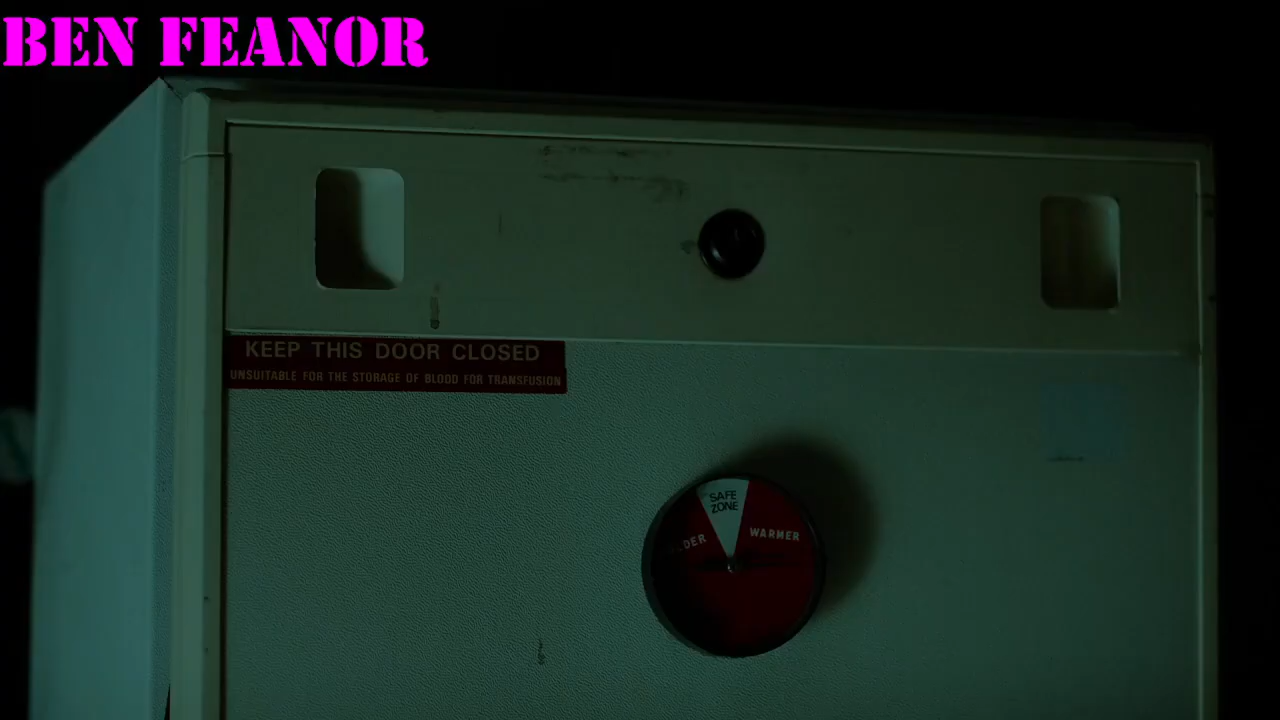 BEN FEANOR
KEEP THIS DOOR CLOSED
UNSUITABLE FOR THE STORAGE OF BLOOD FOR TRANSFUSION
SAFE
ZONE
WARMER